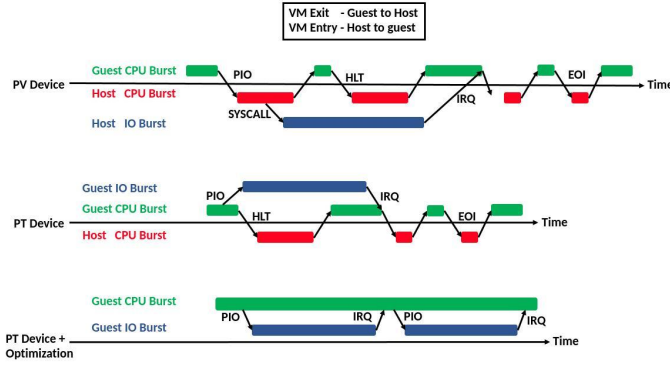 VM Exit - Guest to Host
VM Entry - Host to guest
Guest CPU Burst
PIO
HLT
EOI
PV Device
Time
Host CPU Burst
IRQ
SYSCALL
Host IO Burst
Guest IO Burst
PIO
IRQ
Guest CPU Burst
HLT
EOI
PT Device
Time
Host CPU Burst
Guest CPU Burst
PIO
IRQ
PIO
IRQ
Guest IO Burst
PT Device +
Optimization
Time